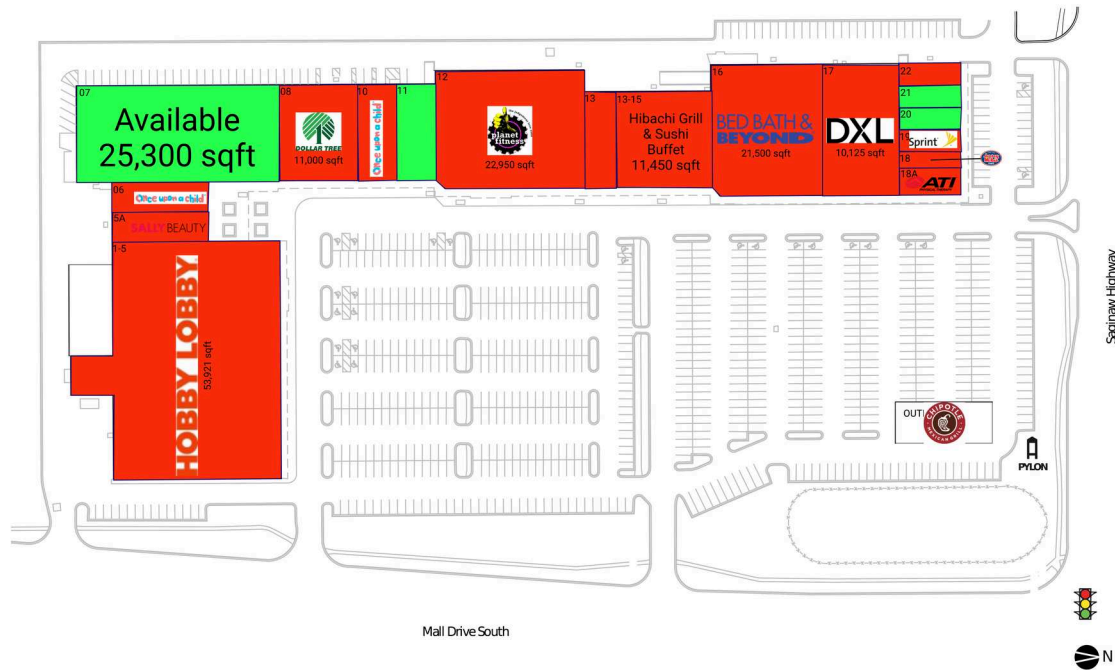 07
Available
25,300 sqft
08
DOLLAR TREE
11,000 sqft
10
Once upon a child
11
12
planet
fitness
22,950 sqft
13
13-15
Hibachi Grill
& Sushi
Buffet
11,450 sqft
16
BED BATH &
BEYOND
21,500 sqft
17
DXL
10,125 sqft
22
21
20
19
Sprint
18
18A
ATI
06
Once upon a child
5A
SALLY BEAUTY
1-5
HOBBY LOBBY
53,921 sqft
Saginaw Highway
CHIPOTLE
MEXICAN GRILL
PYLON
Mall Drive South
N